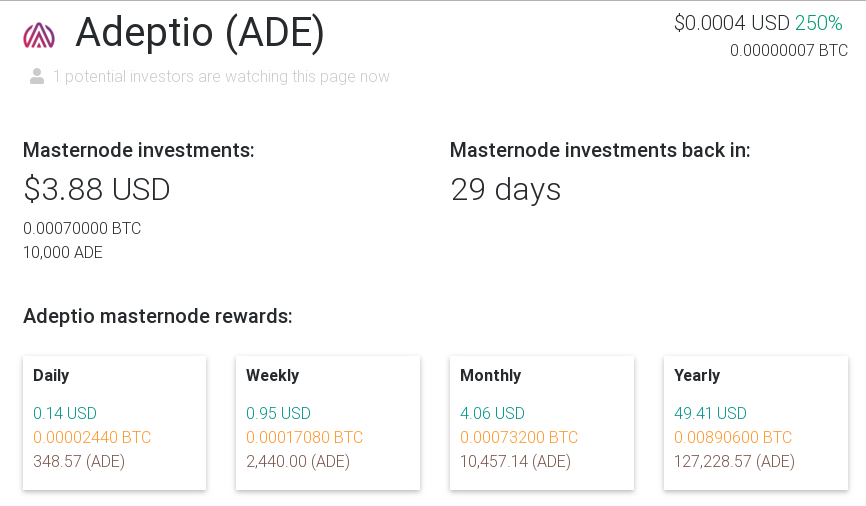 Adeptio (ADE)
$0.0004 USD 250%
0.00000007 BTC
1 potential investors are watching this page now
Masternode investments:
$3.88 USD
0.00070000 BTC
10,000 ADE
Masternode investments back in:
29 days
Adeptio masternode rewards:
Daily
0.14 USD
0.00002440 BTC
348.57 (ADE)
Weekly
0.95 USD
0.00017080 BTC
2,440.00 (ADE)
Monthly
4.06 USD
0.00073200 BTC
10,457.14 (ADE)
Yearly
49.41 USD
0.00890600 BTC
127,228.57 (ADE)